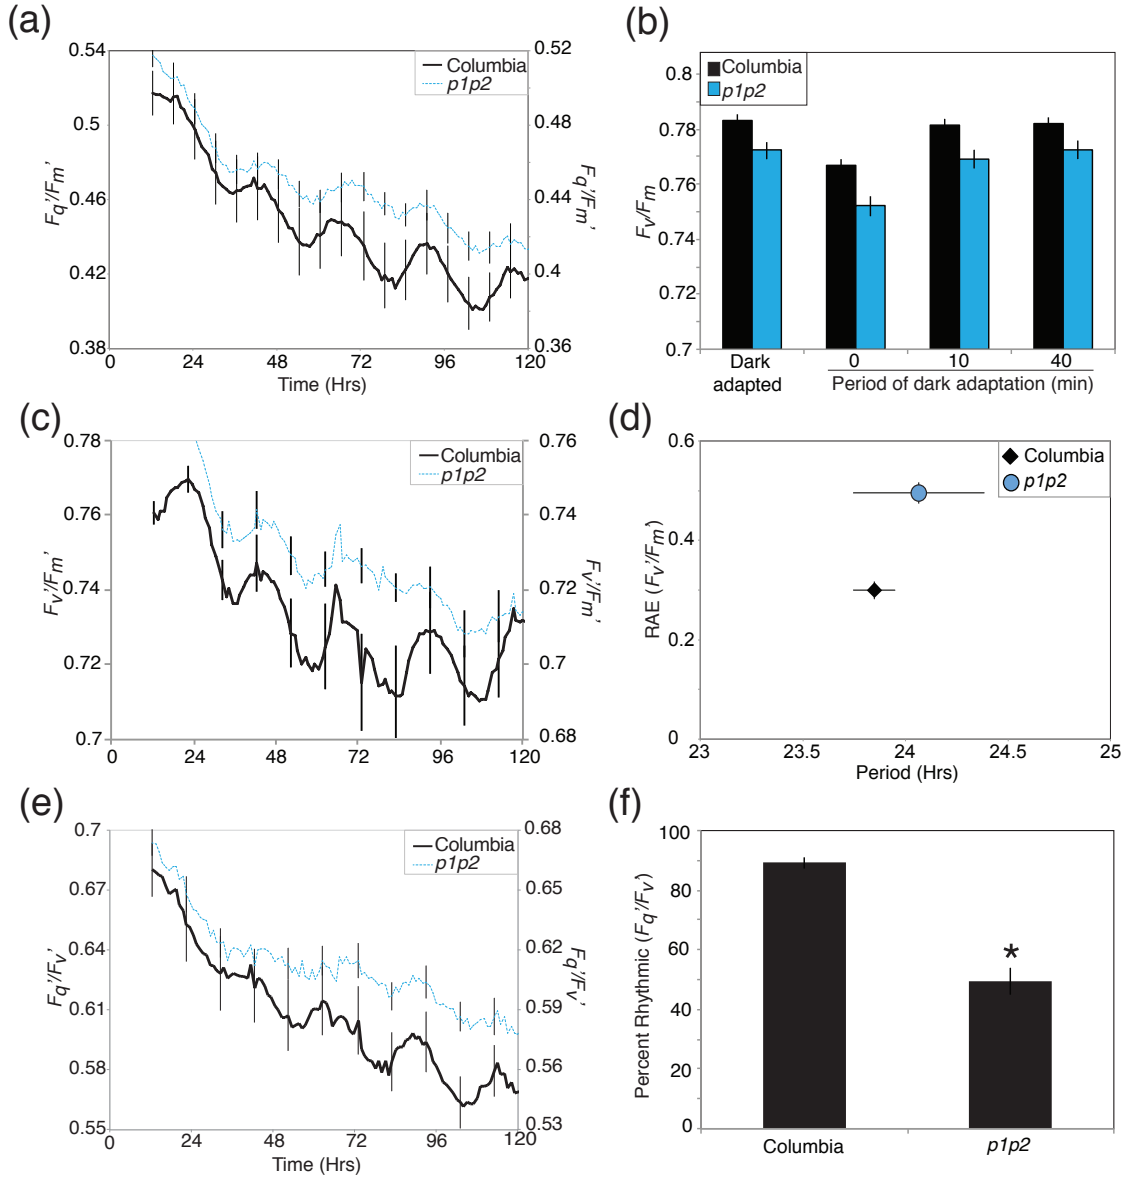 (a)
0.54
0.5
0.46
0.42
0.38
Fq'/Fm'
0.52
0.48
0.44
0.4
0.36
Fq'/Fm'
Columbia
p1p2
0 24 48 72 96 120
Time (Hrs)
(b)
0.8
0.78
0.76
0.74
0.72
0.7
Fv/Fm
Columbia
p1p2
Dark adapted
0 10 40
Period of dark adaptation (min)
(c)
0.78
0.76
0.74
0.72
0.7
Fv'/Fm'
0.76
0.74
0.72
0.7
0.68
Fv'/Fm'
Columbia
p1p2
0 24 48 72 96 120
(d)
0.6
0.4
0.2
0
RAE (Fv'/Fm')
Columbia
p1p2
23 23.5 24 24.5 25
Period (Hrs)
(e)
0.7
0.67
0.64
0.61
0.58
0.55
Fq'/Fv'
0.68
0.65
0.62
0.59
0.56
0.53
Fq'/Fv'
Columbia
p1p2
0 24 48 72 96 120
Time (Hrs)
(f)
100
80
60
40
20
0
Percent Rhythmic (Fq'/Fv')
*
Columbia p1p2